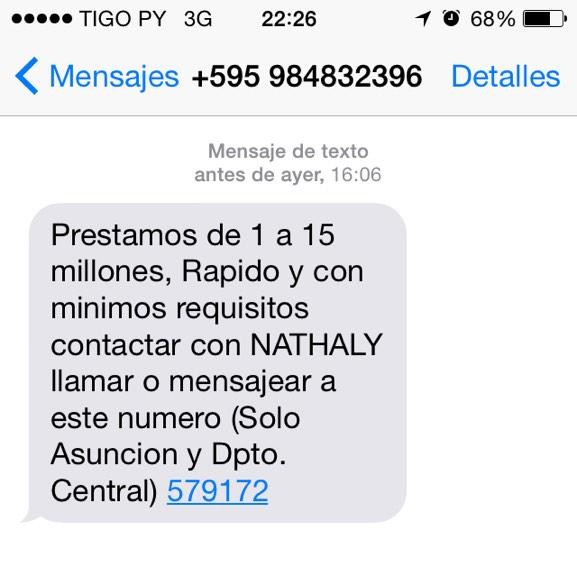 TIGO PY 3G 22:26 68%
Mensajes +595 984832396 Detalles
Mensaje de texto
antes de ayer, 16:06
Prestamos de 1 a 15
millones, Rapido y con
minimos requisitos
contactar con NATHALY
llamar o mensajear a
este numero (Solo
Asuncion y Dpto.
Central) 579172